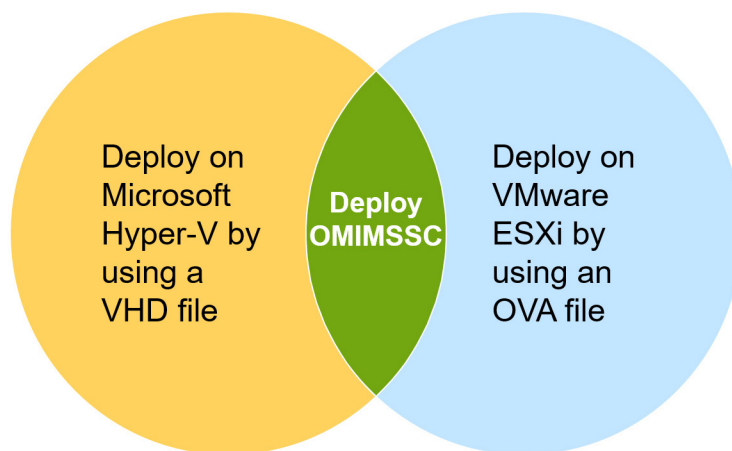 Deploy on
Microsoft
Hyper-V by
using a
VHD file
Deploy
OMIMSSC
Deploy on
VMware
ESXi by
using an
OVA file